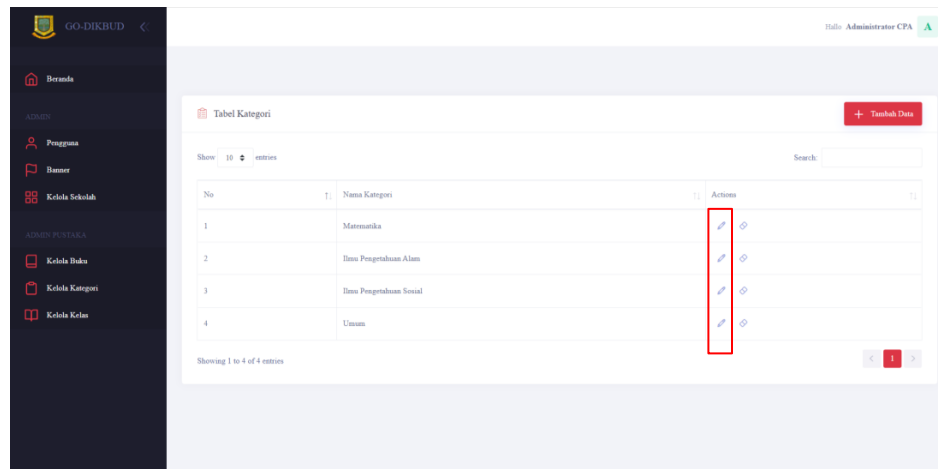 GO-DIKBUD
Hallo, Administrator CPA A
Beranda
ADMIN
Pengguna
Banner
Kelola Sekolah
ADMIN PUSTAKA
Kelola Buku
Kelola Kategori
Kelola Kelas
Tabel Kategori
+ Tambah Data
Show 10 entries
Search:
No Nama Kategori Actions
1 Matematika
2 Ilmu Pengetahuan Alam
3 Ilmu Pengetahuan Sosial
4 Umum
Showing 1 to 4 of 4 entries
< 1 >